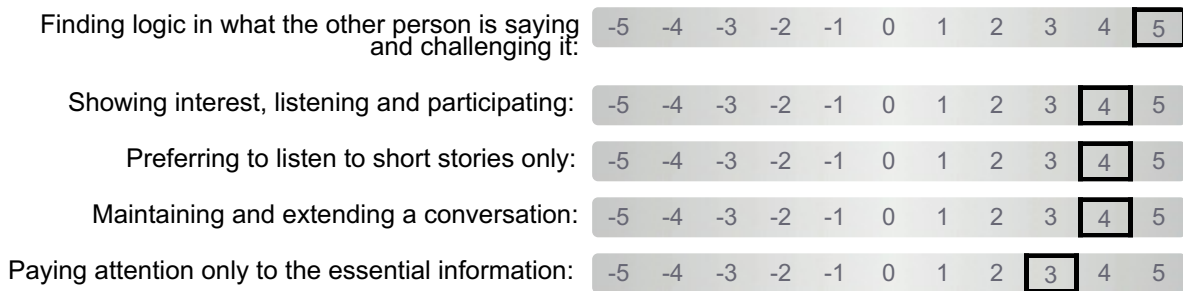 Finding logic in what the other person is saying
and challenging it: -5 -4 -3 -2 -1 0 1 2 3 4 5
Showing interest, listening and participating: -5 -4 -3 -2 -1 0 1 2 3 4 5
Preferring to listen to short stories only: -5 -4 -3 -2 -1 0 1 2 3 4 5
Maintaining and extending a conversation: -5 -4 -3 -2 -1 0 1 2 3 4 5
Paying attention only to the essential information: -5 -4 -3 -2 -1 0 1 2 3 4 5